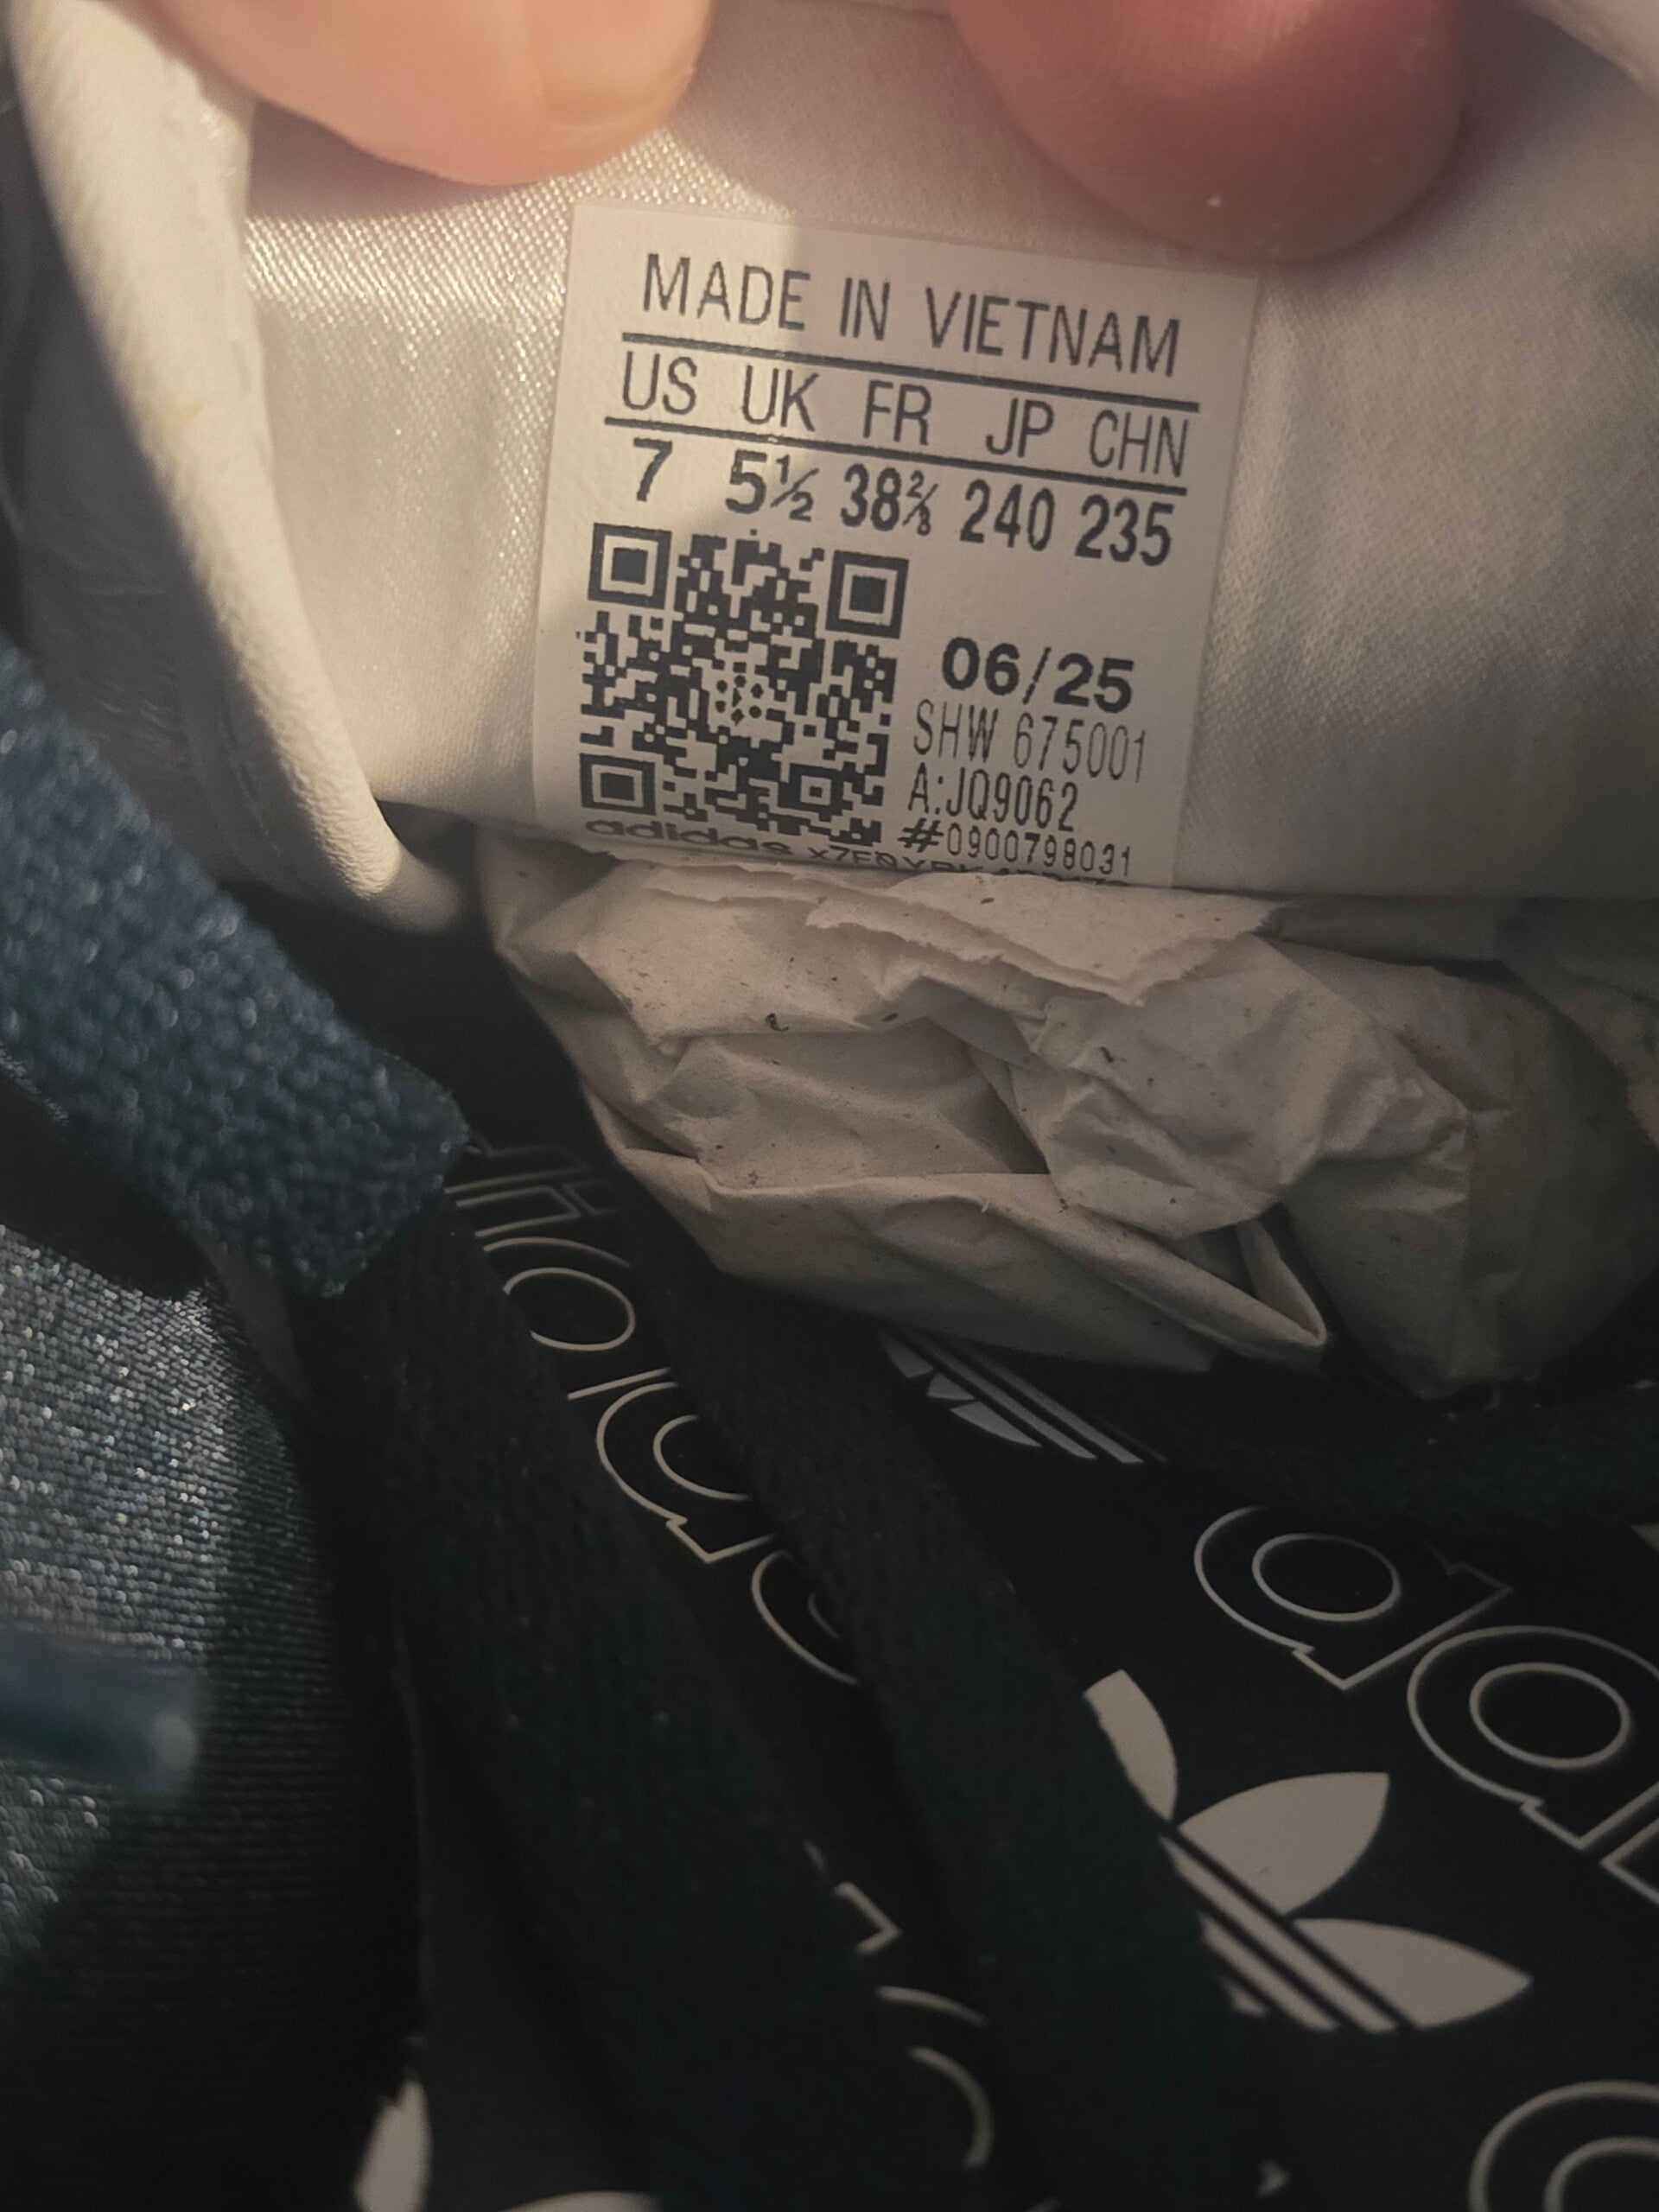 MADE IN VIETNAM
US UK FR JP CHN
7 5½ 38⅔ 240 235
06/25
SHW 675001
A:JQ9062
#0900798031
adidas